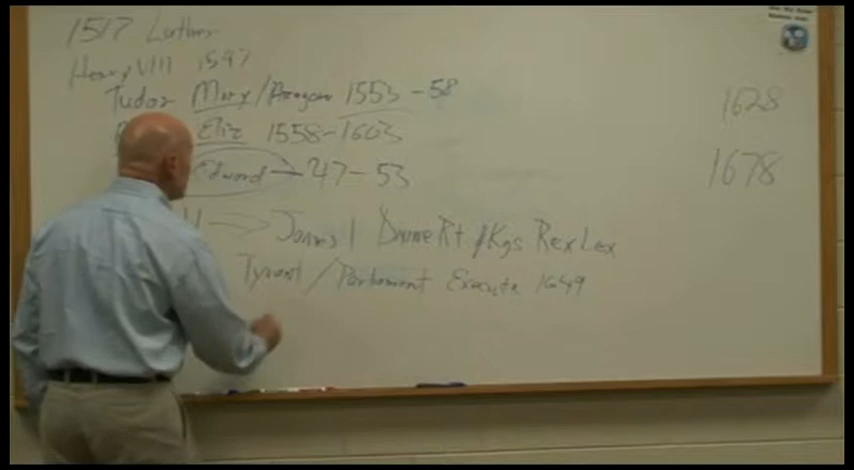 1517 Luther
Henry VIII 1547
Tudor Mary/Aragon 1553-58
1628
Eliz 1558-1603
1678
Edward 47-53
James I Divine Rt /Kgs Rex Lex
Tyrant / Parliament Execute 1649